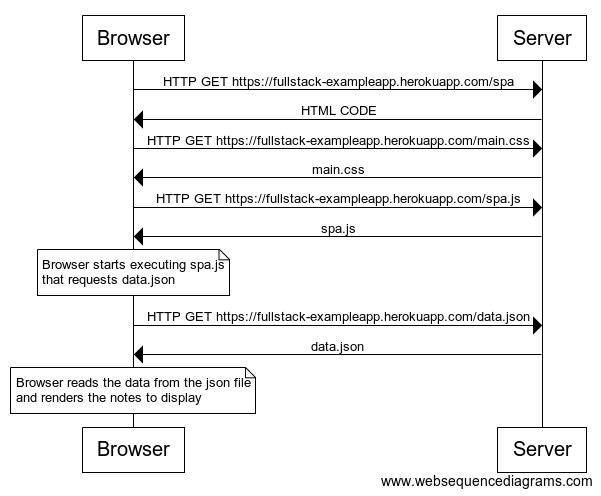 Browser
Server
HTTP GET https://fullstack-exampleapp.herokuapp.com/spa
HTML CODE
HTTP GET https://fullstack-exampleapp.herokuapp.com/main.css
main.css
HTTP GET https://fullstack-exampleapp.herokuapp.com/spa.js
spa.js
Browser starts executing spa.js
that requests data.json
HTTP GET https://fullstack-exampleapp.herokuapp.com/data.json
data.json
Browser reads the data from the json file
and renders the notes to display
Browser
Server
www.websequencediagrams.com